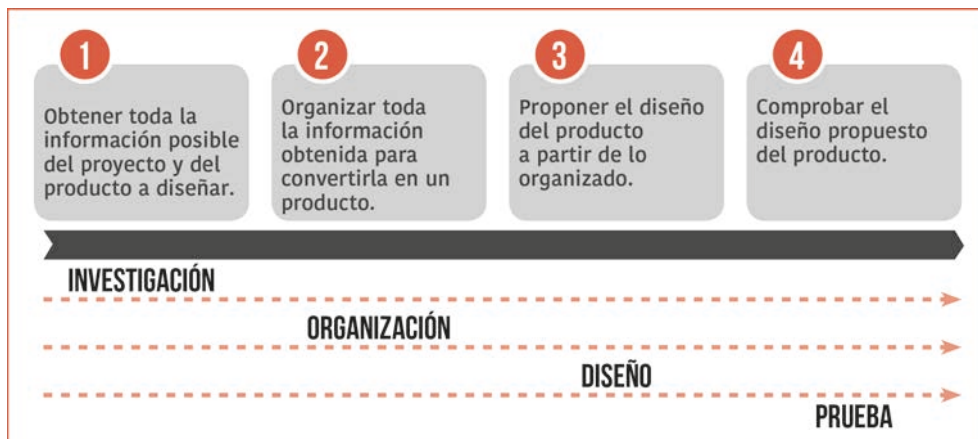 1
Obtener toda la
información posible
del proyecto y del
producto a diseñar.
2
Organizar toda
la información
obtenida para
convertirla en un
producto.
3
Proponer el diseño
del producto
a partir de lo
organizado.
4
Comprobar el
diseño propuesto
del producto.
INVESTIGACIÓN
ORGANIZACIÓN
DISEÑO
PRUEBA